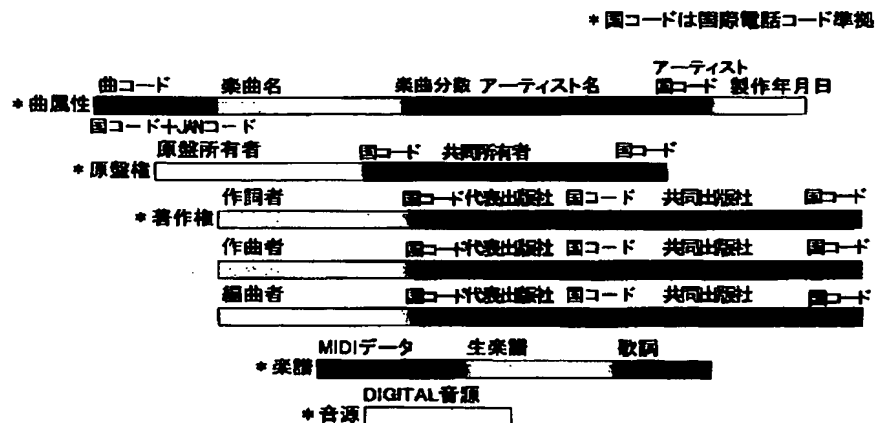 *国コードは国際電話コード準拠
アーティスト
曲コード 楽曲名 楽曲分数 アーティスト名 国コード 製作年月日
*曲属性
国コード+JANコード
原盤所有者 国コード 共同所有者 国コード
*原盤権
作詞者 国コード代表出版社 国コード 共同出版社 国コード
*著作権
作曲者 国コード代表出版社 国コード 共同出版社 国コード
編曲者 国コード代表出版社 国コード 共同出版社 国コード
MIDIデータ 生楽譜 歌詞
*楽譜
DIGITAL音源
*音源